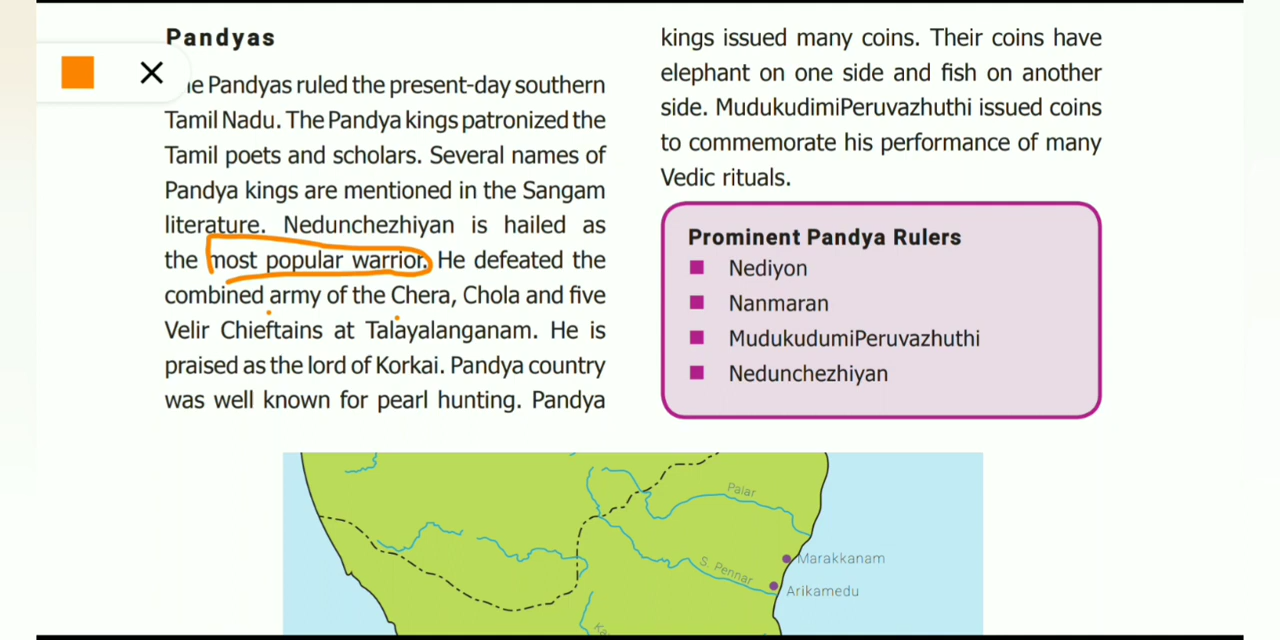 Pandyas
The Pandyas ruled the present-day southern
Tamil Nadu. The Pandya kings patronized the
Tamil poets and scholars. Several names of
Pandya kings are mentioned in the Sangam
literature. Nedunchezhiyan is hailed as
the most popular warrior. He defeated the
combined army of the Chera, Chola and five
Velir Chieftains at Talayalanganam. He is
praised as the lord of Korkai. Pandya country
was well known for pearl hunting. Pandya
kings issued many coins. Their coins have
elephant on one side and fish on another
side. MudukudimiPeruvazhuthi issued coins
to commemorate his performance of many
Vedic rituals.
Prominent Pandya Rulers
Nediyon
Nanmaran
MudukudumiPeruvazhuthi
Nedunchezhiyan
Palar
Marakkanam
S. Pennar
Arikamedu